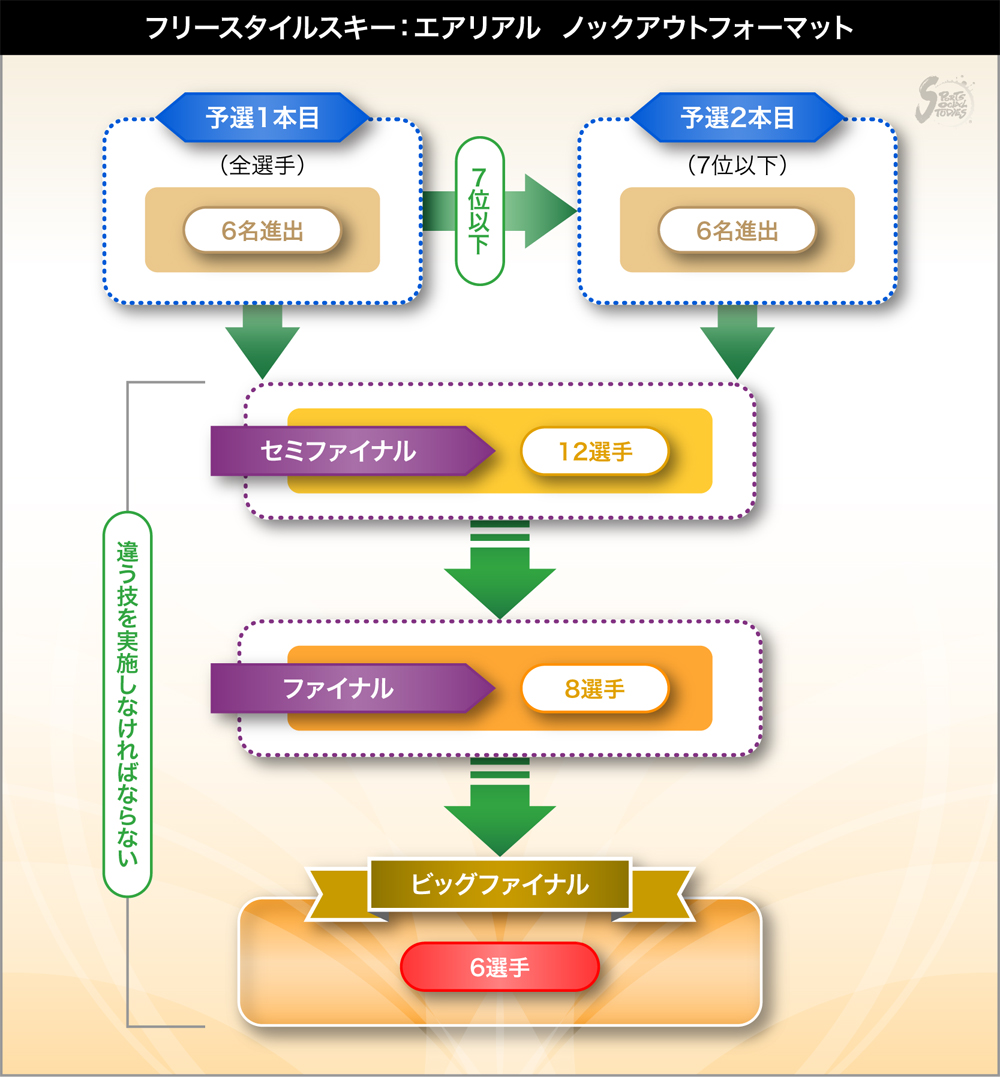 フリースタイルスキー：エアリアル ノックアウトフォーマット
SPORTS
SOCIAL
STORIES
予選1本目
（全選手）
6名進出
7位以下
予選2本目
（7位以下）
6名進出
セミファイナル
12選手
違う技を実施しなければならない
ファイナル
8選手
ビッグファイナル
6選手